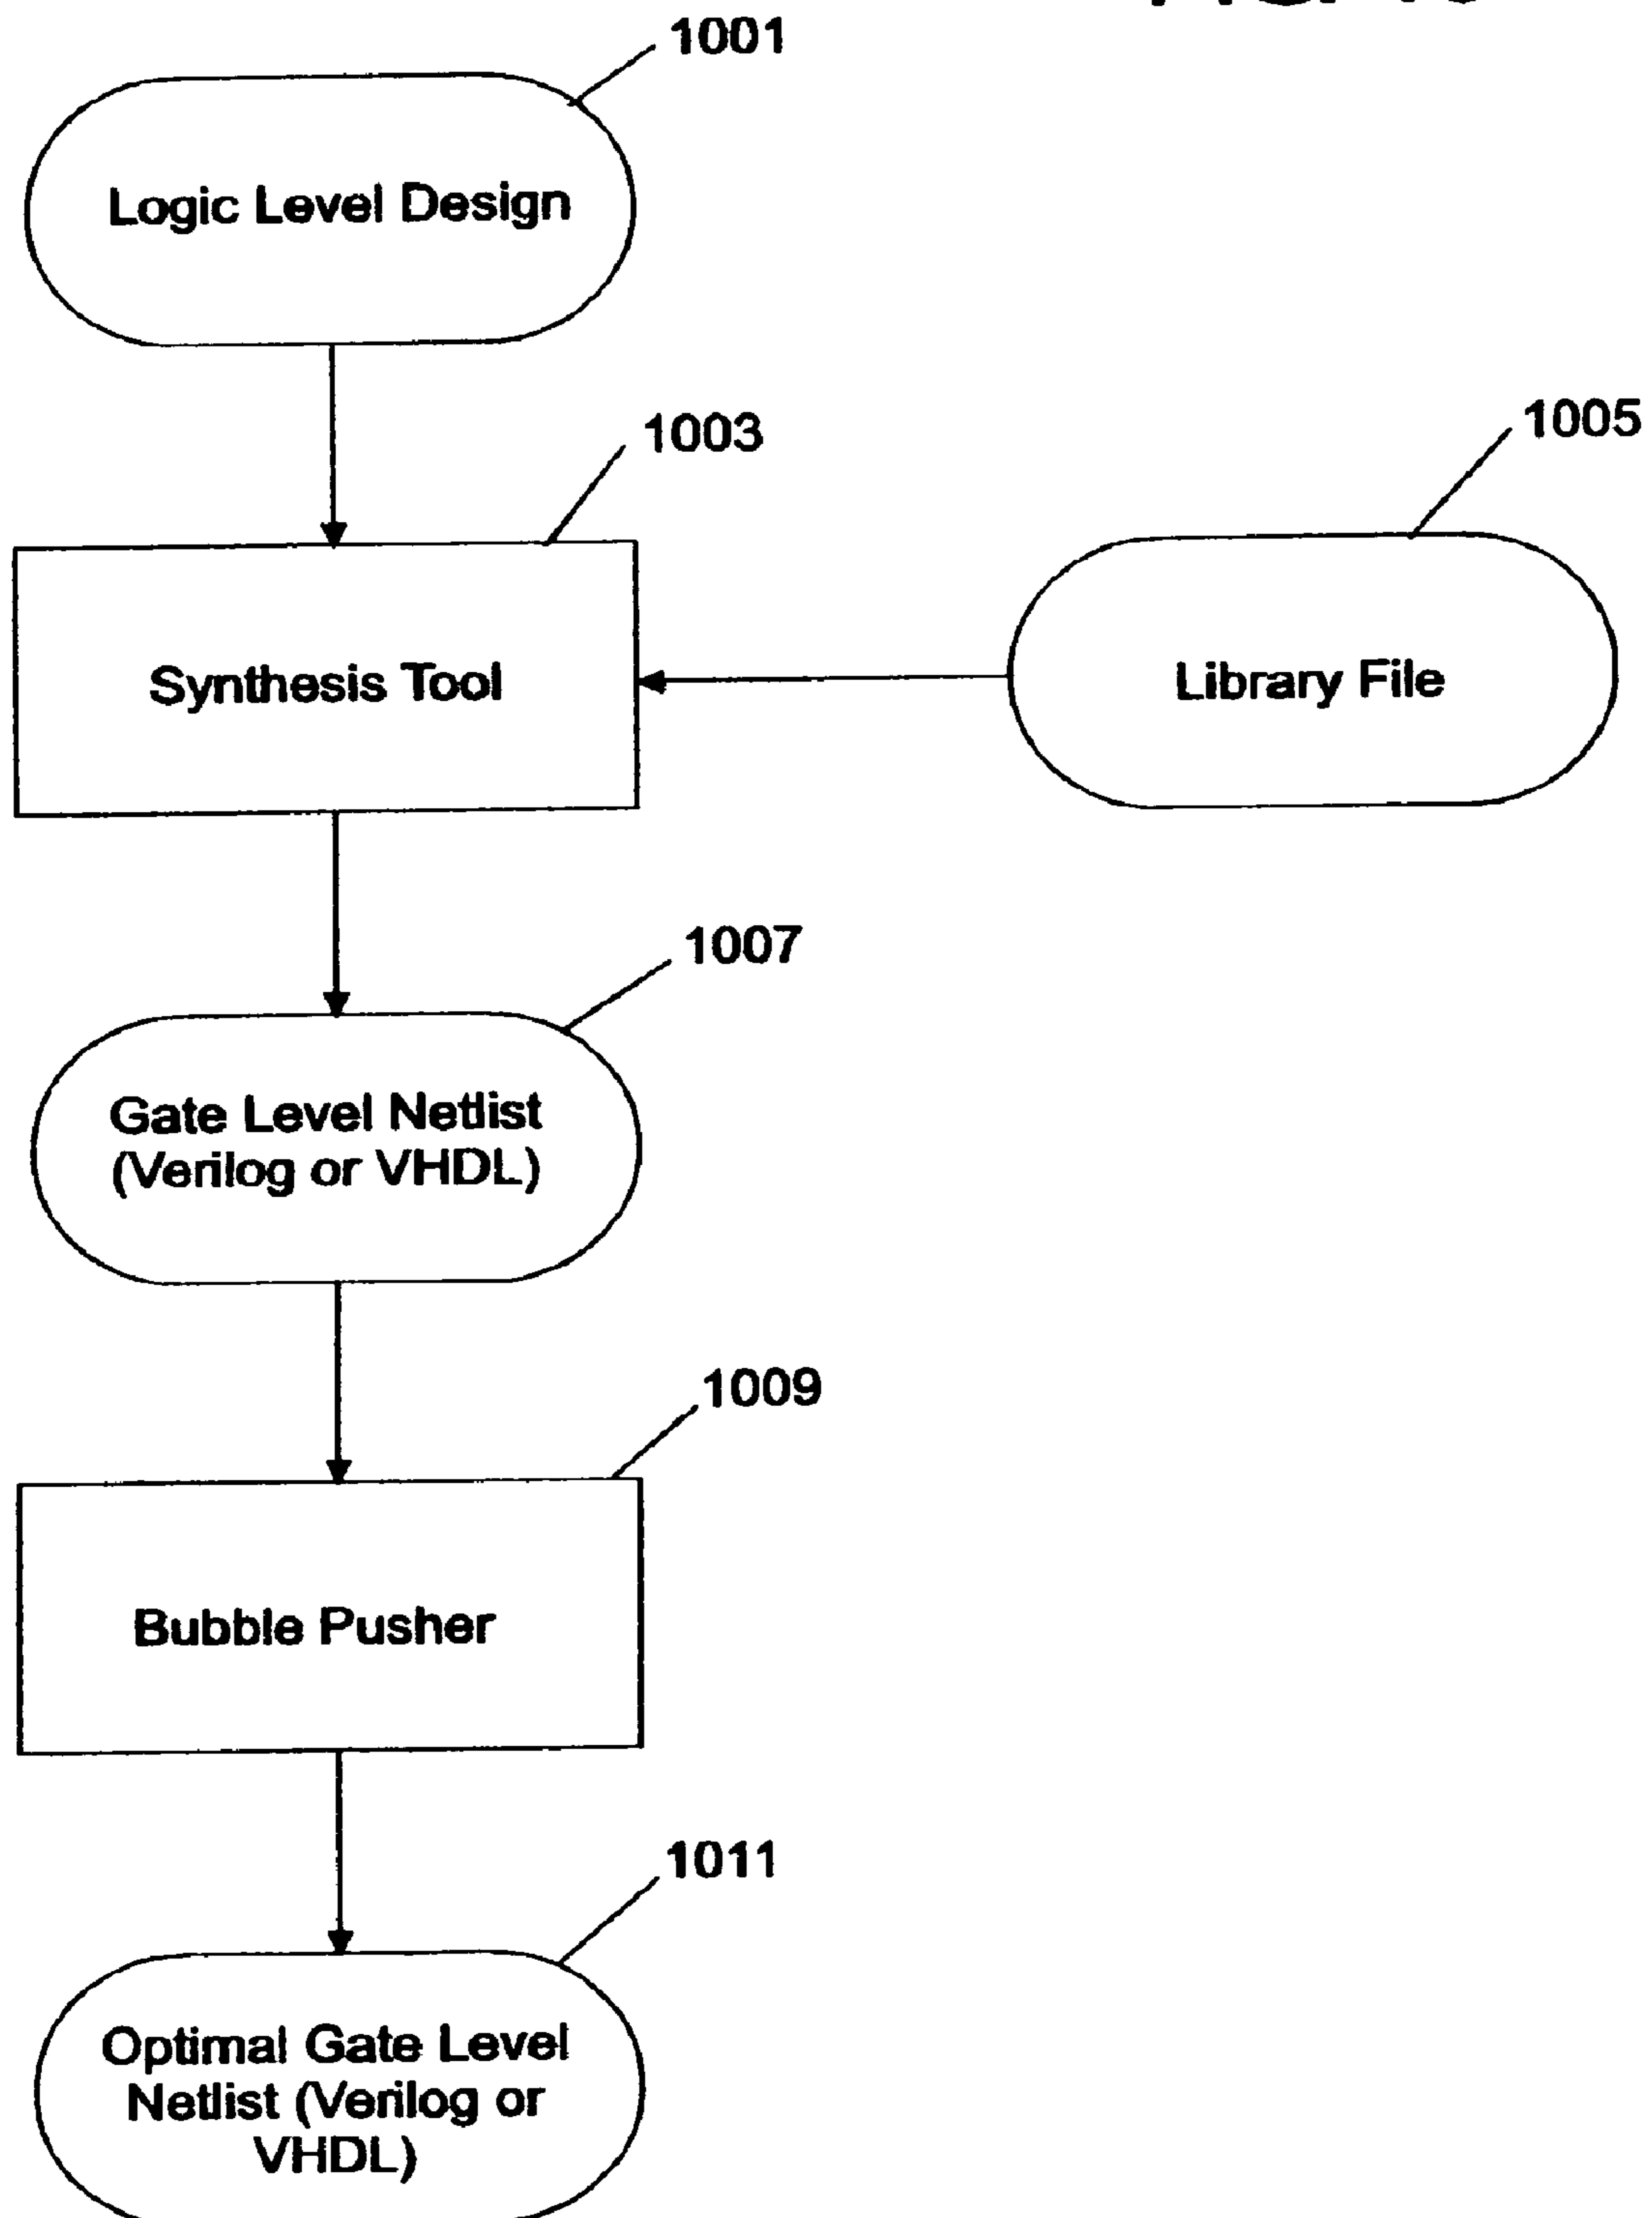 1001
Logic Level Design
1003
1005
Synthesis Tool
Library File
1007
Gate Level Netlist
(Verilog or VHDL)
1009
Bubble Pusher
1011
Optimal Gate Level
Netlist (Verilog or
VHDL)